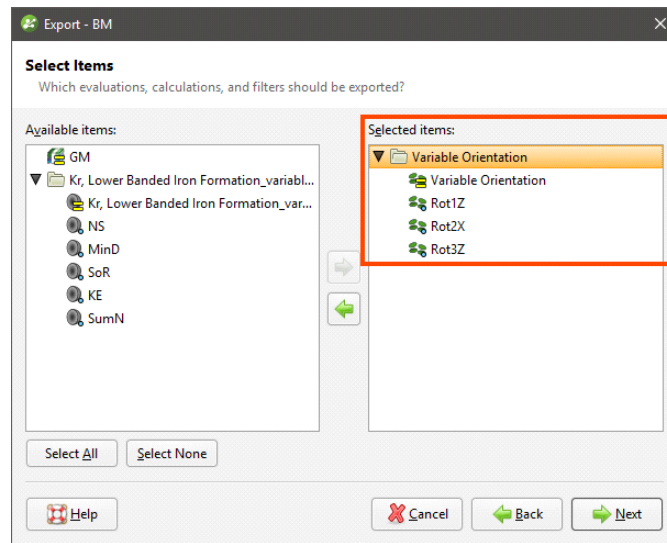 Export - BM
Select Items
Which evaluations, calculations, and filters should be exported?
Available items:
GM
Kr, Lower Banded Iron Formation_variabl...
Kr, Lower Banded Iron Formation_var...
NS
MinD
SoR
KE
SumN
Selected items:
Variable Orientation
Variable Orientation
Rot1Z
Rot2X
Rot3Z
Select All
Select None
Help
Cancel
Back
Next